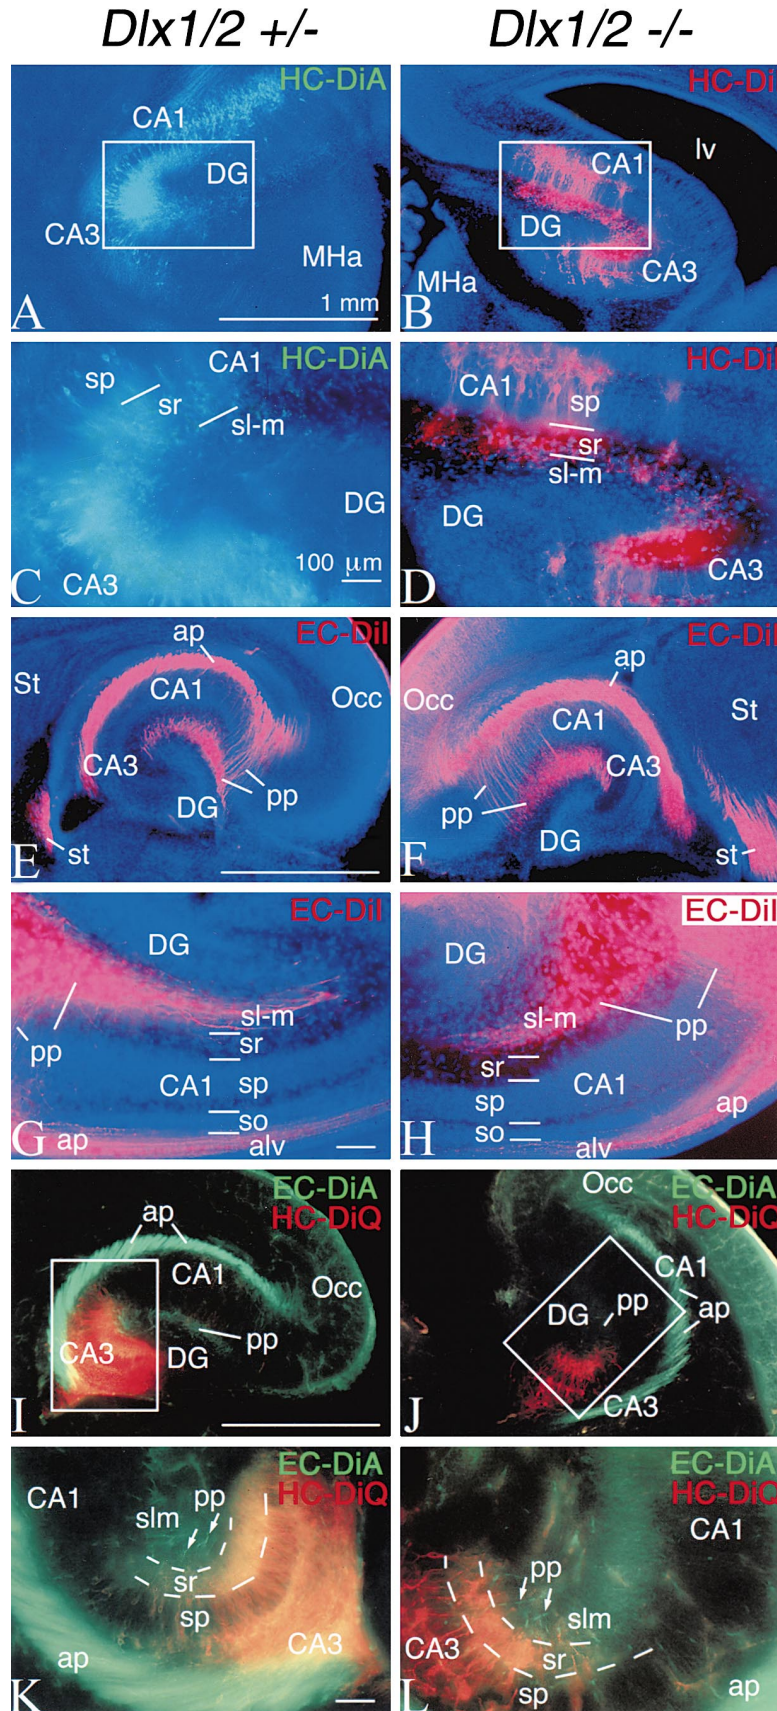 Dlx1/2 +/-
Dlx1/2 -/-
HC-DiA
CA1
DG
CA3
MHa
1 mm
A
HC-Di
lv
CA1
DG
CA3
MHa
B
CA1
HC-DiA
sp
sr
sl-m
DG
100 μm
CA3
C
HC-DiI
CA1
sp
sr
sl-m
DG
CA3
D
ap
EC-DiI
St
CA1
Occ
CA3
pp
DG
st
E
EC-DiI
ap
Occ
St
CA1
CA3
pp
DG
st
F
EC-DiI
DG
sl-m
pp
sr
CA1
sp
so
ap
alv
G
EC-DiI
DG
sl-m
pp
sr
CA1
sp
ap
so
alv
H
EC-DiA
HC-DiQ
ap
CA1
Occ
pp
CA3
DG
I
Occ
EC-DiA
HC-DiQ
CA1
pp
DG
ap
CA3
J
EC-DiA
HC-DiQ
CA1
pp
slm
sr
sp
CA3
ap
K
EC-DiA
HC-DiQ
CA1
pp
slm
CA3
sr
sp
ap
L